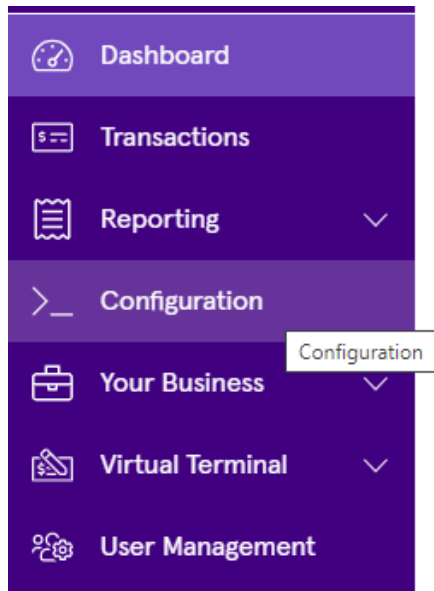 Dashboard
Transactions
Reporting
Configuration
Configuration
Your Business
Virtual Terminal
User Management